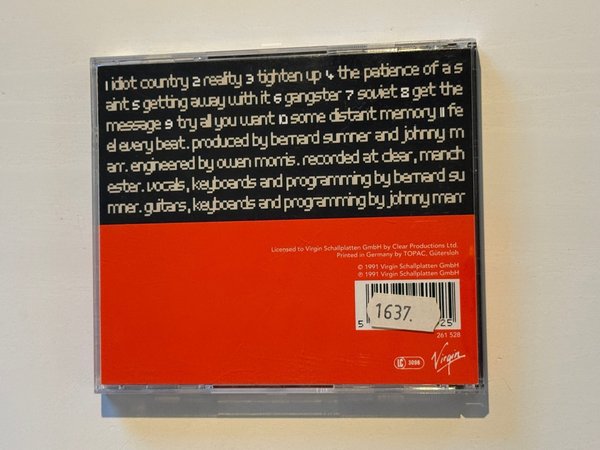 1 idiot country 2 reality 3 tighten up 4 the patience of a s
aint 5 getting away with it 6 gangster 7 soviet 8 get the
message 9 try all you want 10 some distant memory 11 fe
el every beat. produced by bernard sumner and johnny m
arr. engineered by owen morris. recorded at clear, manch
ester. vocals, keyboards and programming by bernard su
mner. guitars, keyboards and programming by johnny marr
Licensed to Virgin Schallplatten GmbH by Clear Productions Ltd.
Printed in Germany by TOPAC, Gütersloh
© 1991 Virgin Schallplatten GmbH
℗ 1991 Virgin Schallplatten GmbH
1637.
5 25
261 528
LC 3098 Virgin